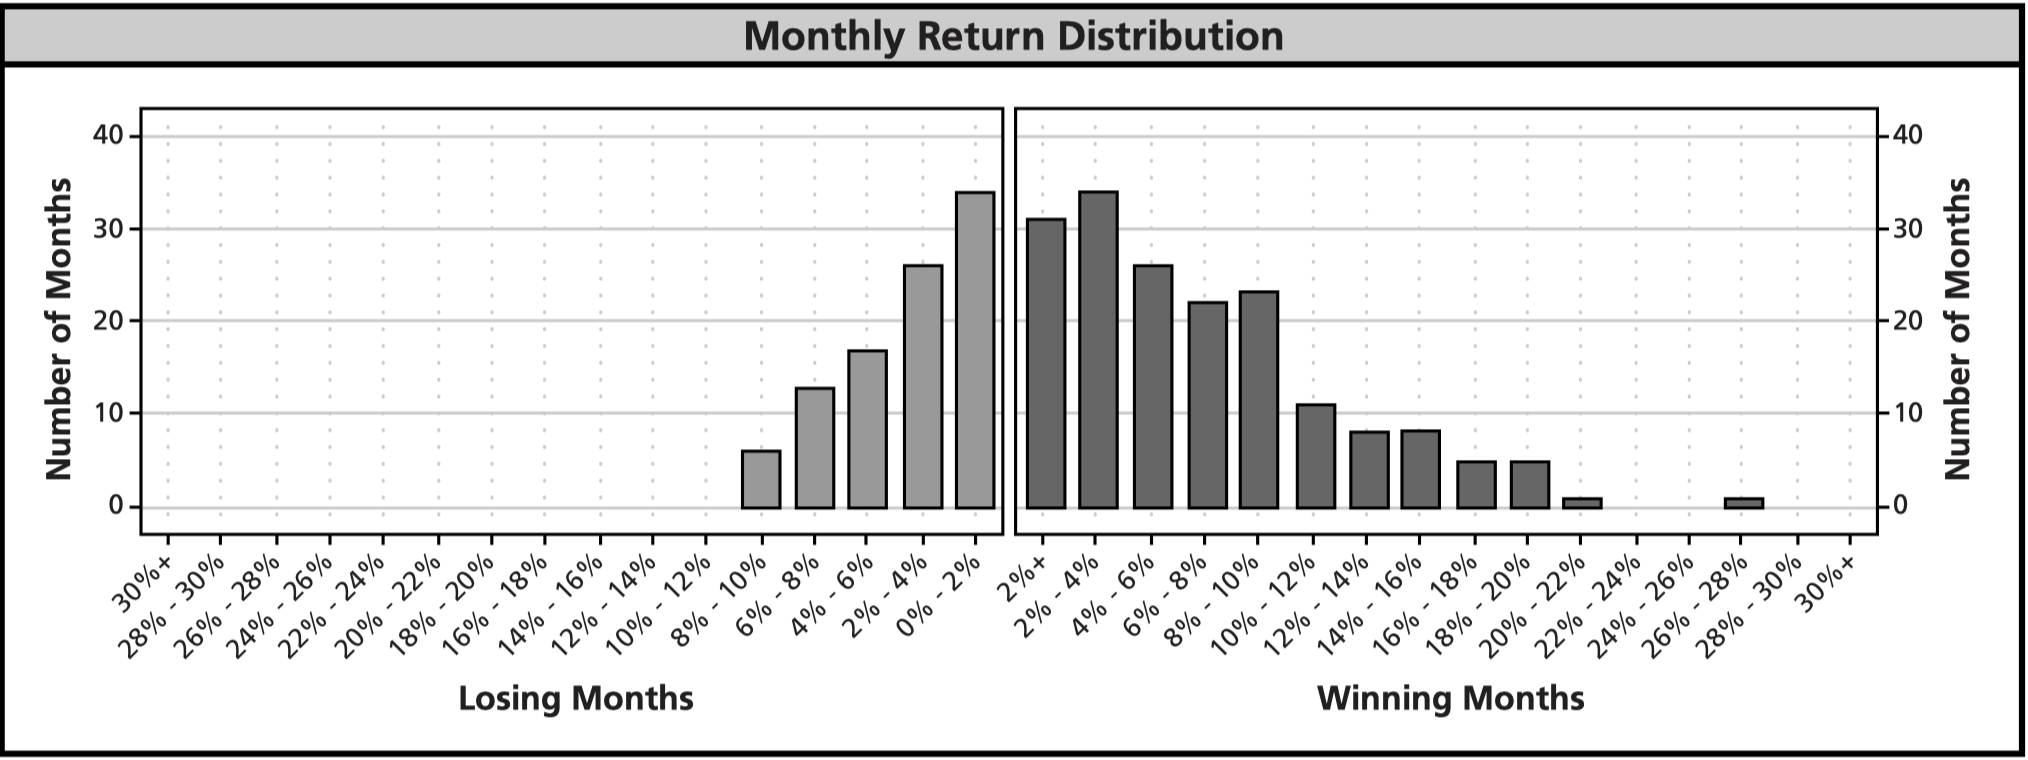 Monthly Return Distribution
Number of Months
40
30
20
10
0
30%+
28% - 30%
26% - 28%
24% - 26%
22% - 24%
20% - 22%
18% - 20%
16% - 18%
14% - 16%
12% - 14%
10% - 12%
8% - 10%
6% - 8%
4% - 6%
2% - 4%
0% - 2%
Losing Months
2%+
2% - 4%
4% - 6%
6% - 8%
8% - 10%
10% - 12%
12% - 14%
14% - 16%
16% - 18%
18% - 20%
20% - 22%
22% - 24%
24% - 26%
26% - 28%
28% - 30%
30%+
Winning Months
40
30
20
10
0
Number of Months